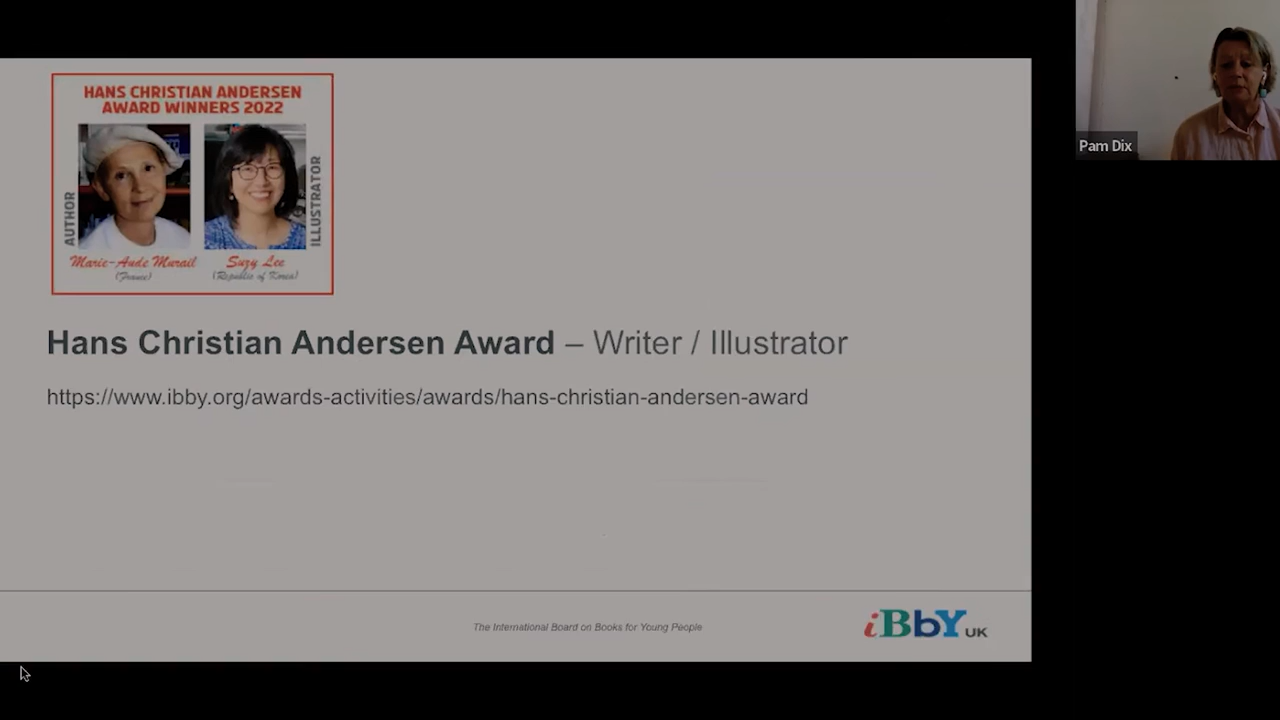 HANS CHRISTIAN ANDERSEN
AWARD WINNERS 2022
AUTHOR
ILLUSTRATOR
Marie-Aude Murail
(France)
Suzy Lee
(Republic of Korea)
Pam Dix
Hans Christian Andersen Award – Writer / Illustrator
https://www.ibby.org/awards-activities/awards/hans-christian-andersen-award
The International Board on Books for Young People
iBbY UK